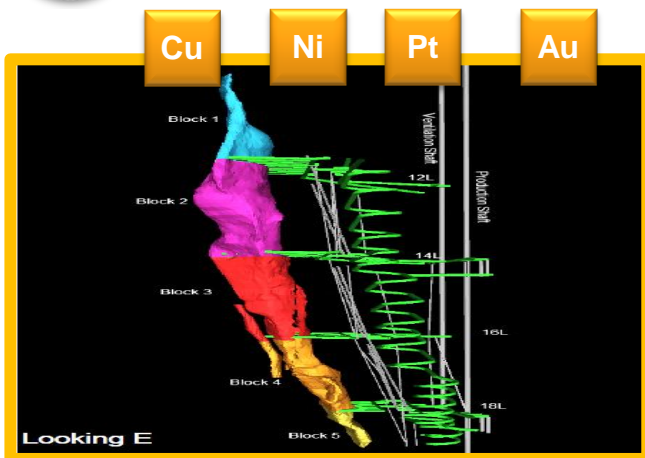 Cu
Ni
Pt
Au
Block 1
Ventilation Shaft
Production Shaft
12L
Block 2
14L
Block 3
16L
Block 4
18L
Block 5
Looking E